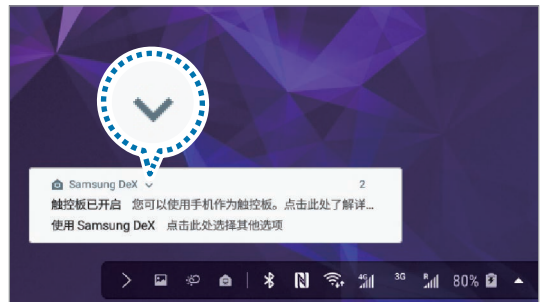 Samsung DeX 2
触控板已开启 您可以使用手机作为触控板。点击此处了解详...
使用 Samsung DeX 点击此处选择其他选项
4G 3G R 80%